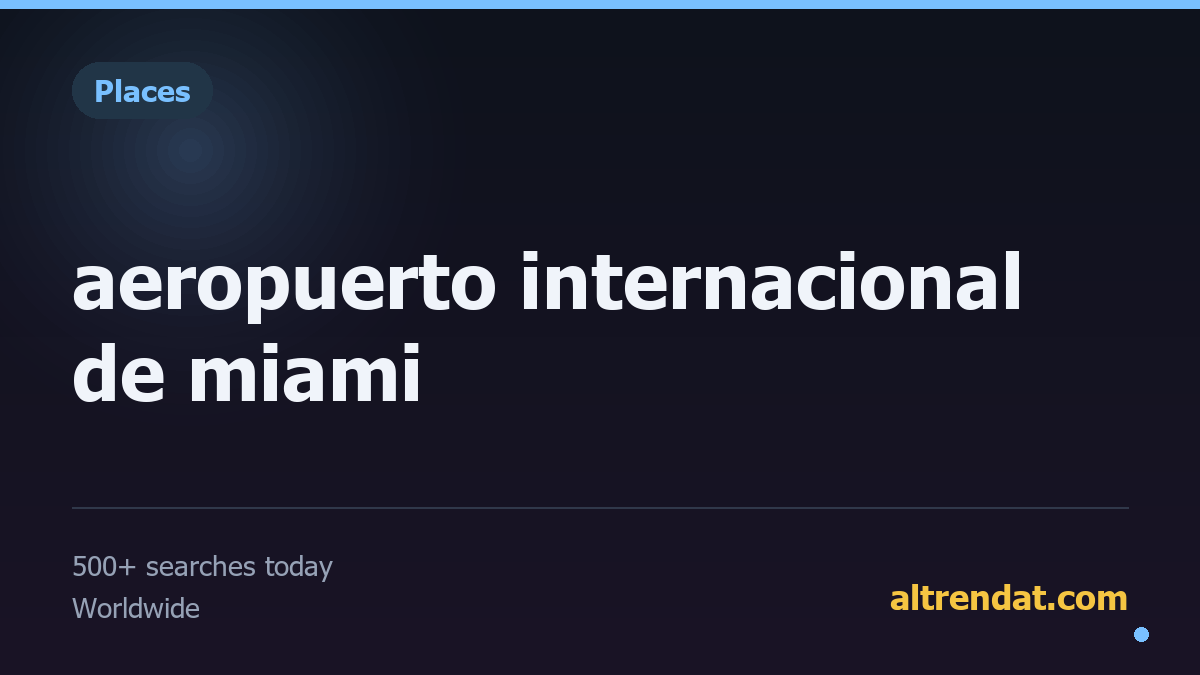 Places
aeropuerto internacional
de miami
500+ searches today
Worldwide
altrendat.com